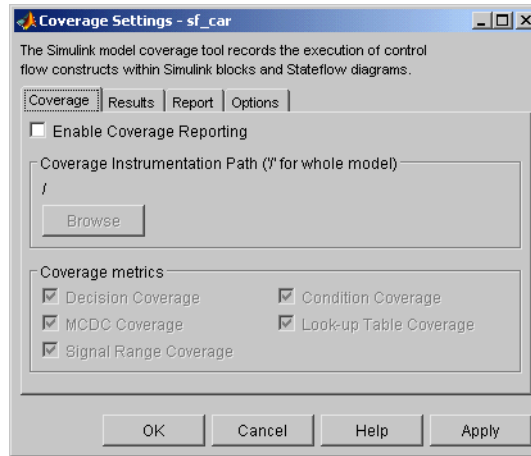 Coverage Settings - sf_car
The Simulink model coverage tool records the execution of control
flow constructs within Simulink blocks and Stateflow diagrams.
Coverage Results Report Options
Enable Coverage Reporting
Coverage Instrumentation Path ('/' for whole model)
/
Browse
Coverage metrics
Decision Coverage Condition Coverage
MCDC Coverage Look-up Table Coverage
Signal Range Coverage
OK Cancel Help Apply